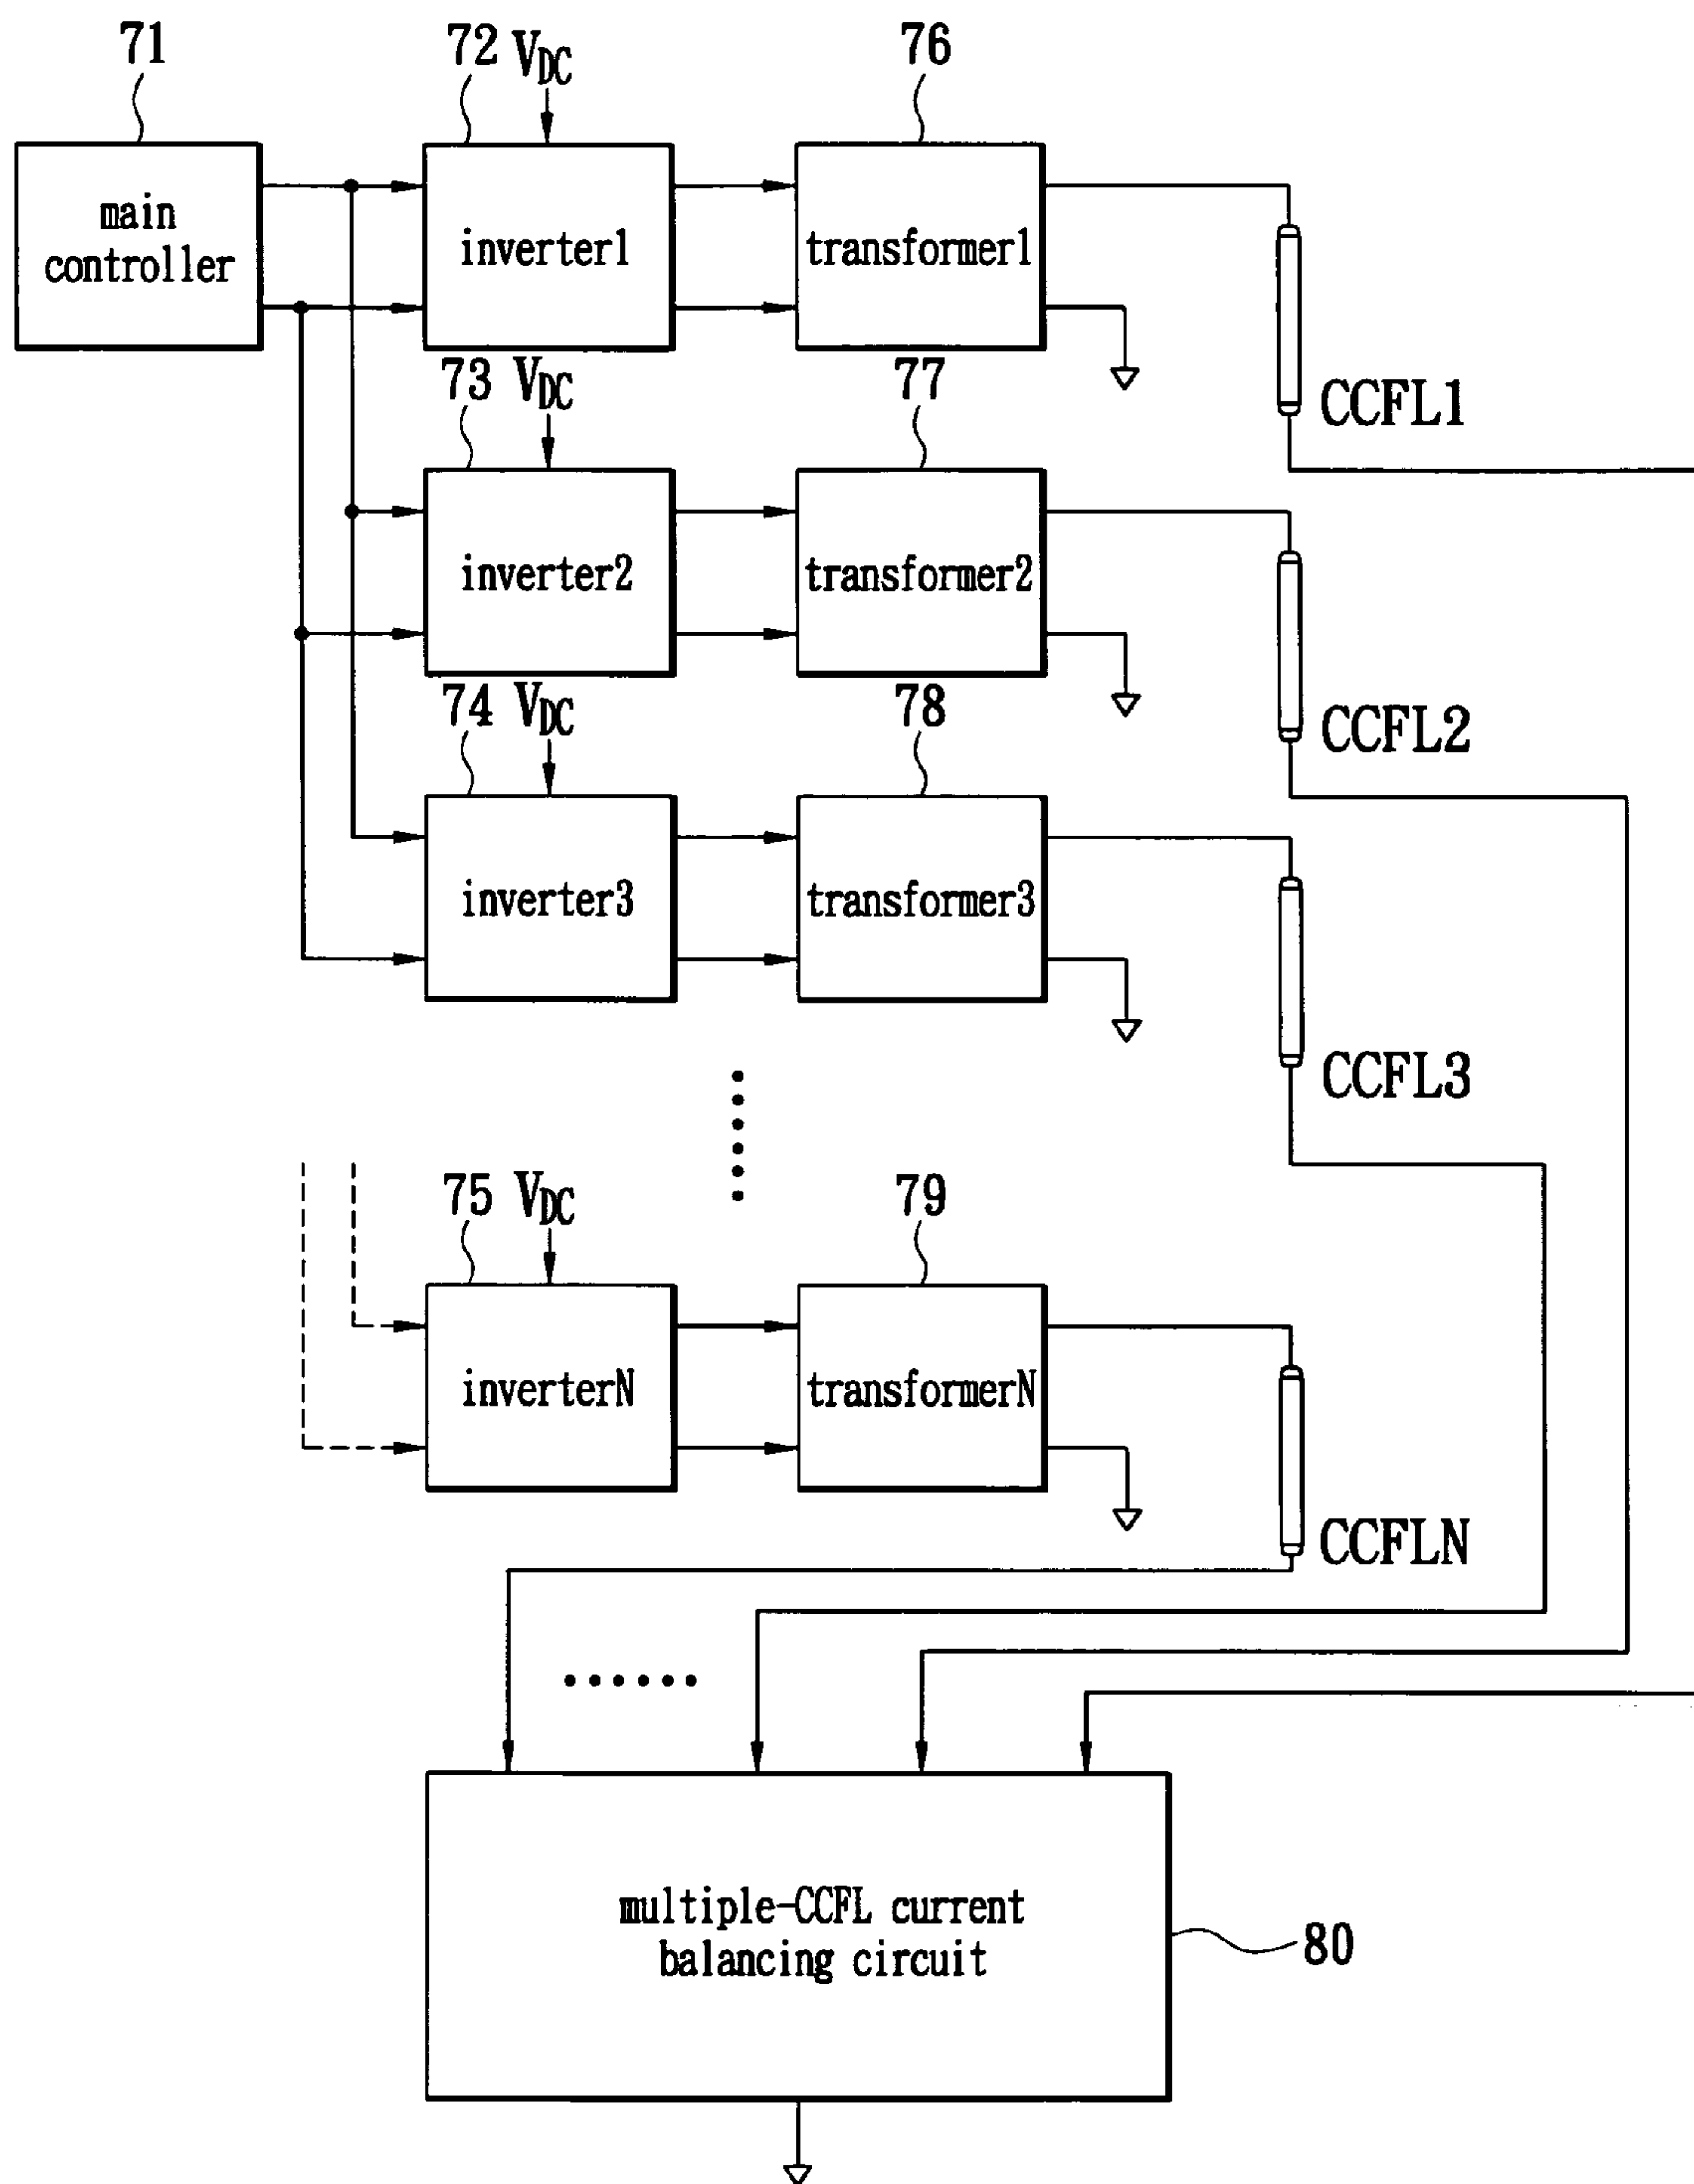 71
72 VDC
76
main
controller
inverter1
transformer1
CCFL1
73 VDC
77
inverter2
transformer2
CCFL2
74 VDC
78
inverter3
transformer3
CCFL3
75 VDC
79
inverterN
transformerN
CCFLN
multiple-CCFL current
balancing circuit
80